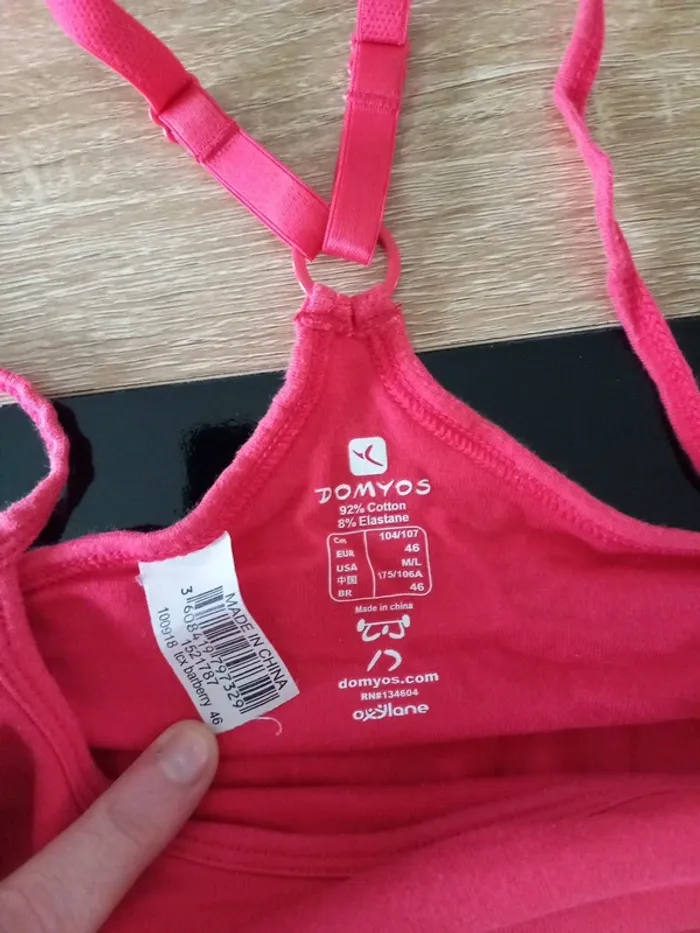 DOMYOS
92% Cotton
8% Elastane
Cm 104/107
EUR 46
USA M/L
中国 175/106A
BR 46
Made in china
domyos.com
RN#134604
oxylane
MADE IN CHINA
3 608419 797329
1521787
100918 tcx barberry 46